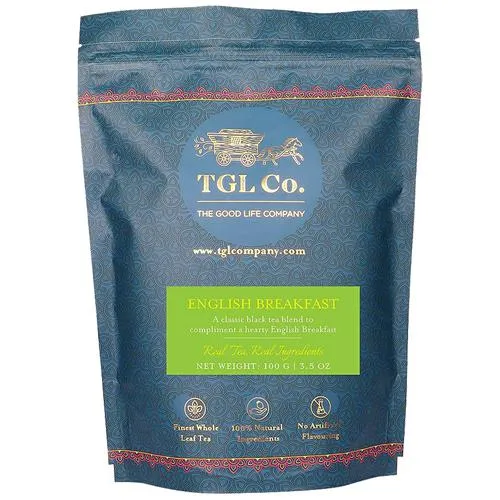 TGL Co.
THE GOOD LIFE COMPANY
www.tglcompany.com
ENGLISH BREAKFAST
A classic black tea blend to
compliment a hearty English Breakfast
Real Tea. Real Ingredients
NET WEIGHT: 100 G | 3.5 OZ
Finest Whole
Leaf Tea
100% Natural
Ingredients
No Artificial
Flavouring